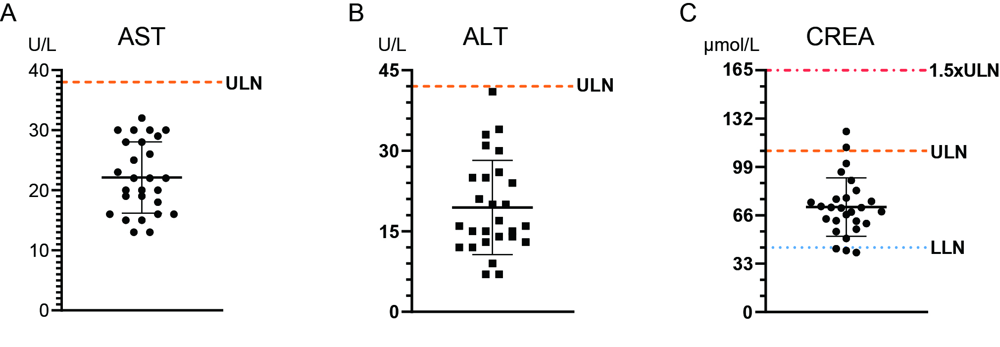 A
AST
U/L
40
30
20
10
0
ULN
B
ALT
U/L
45
30
15
0
ULN
C
CREA
µmol/L
165
132
99
66
33
0
1.5xULN
ULN
LLN